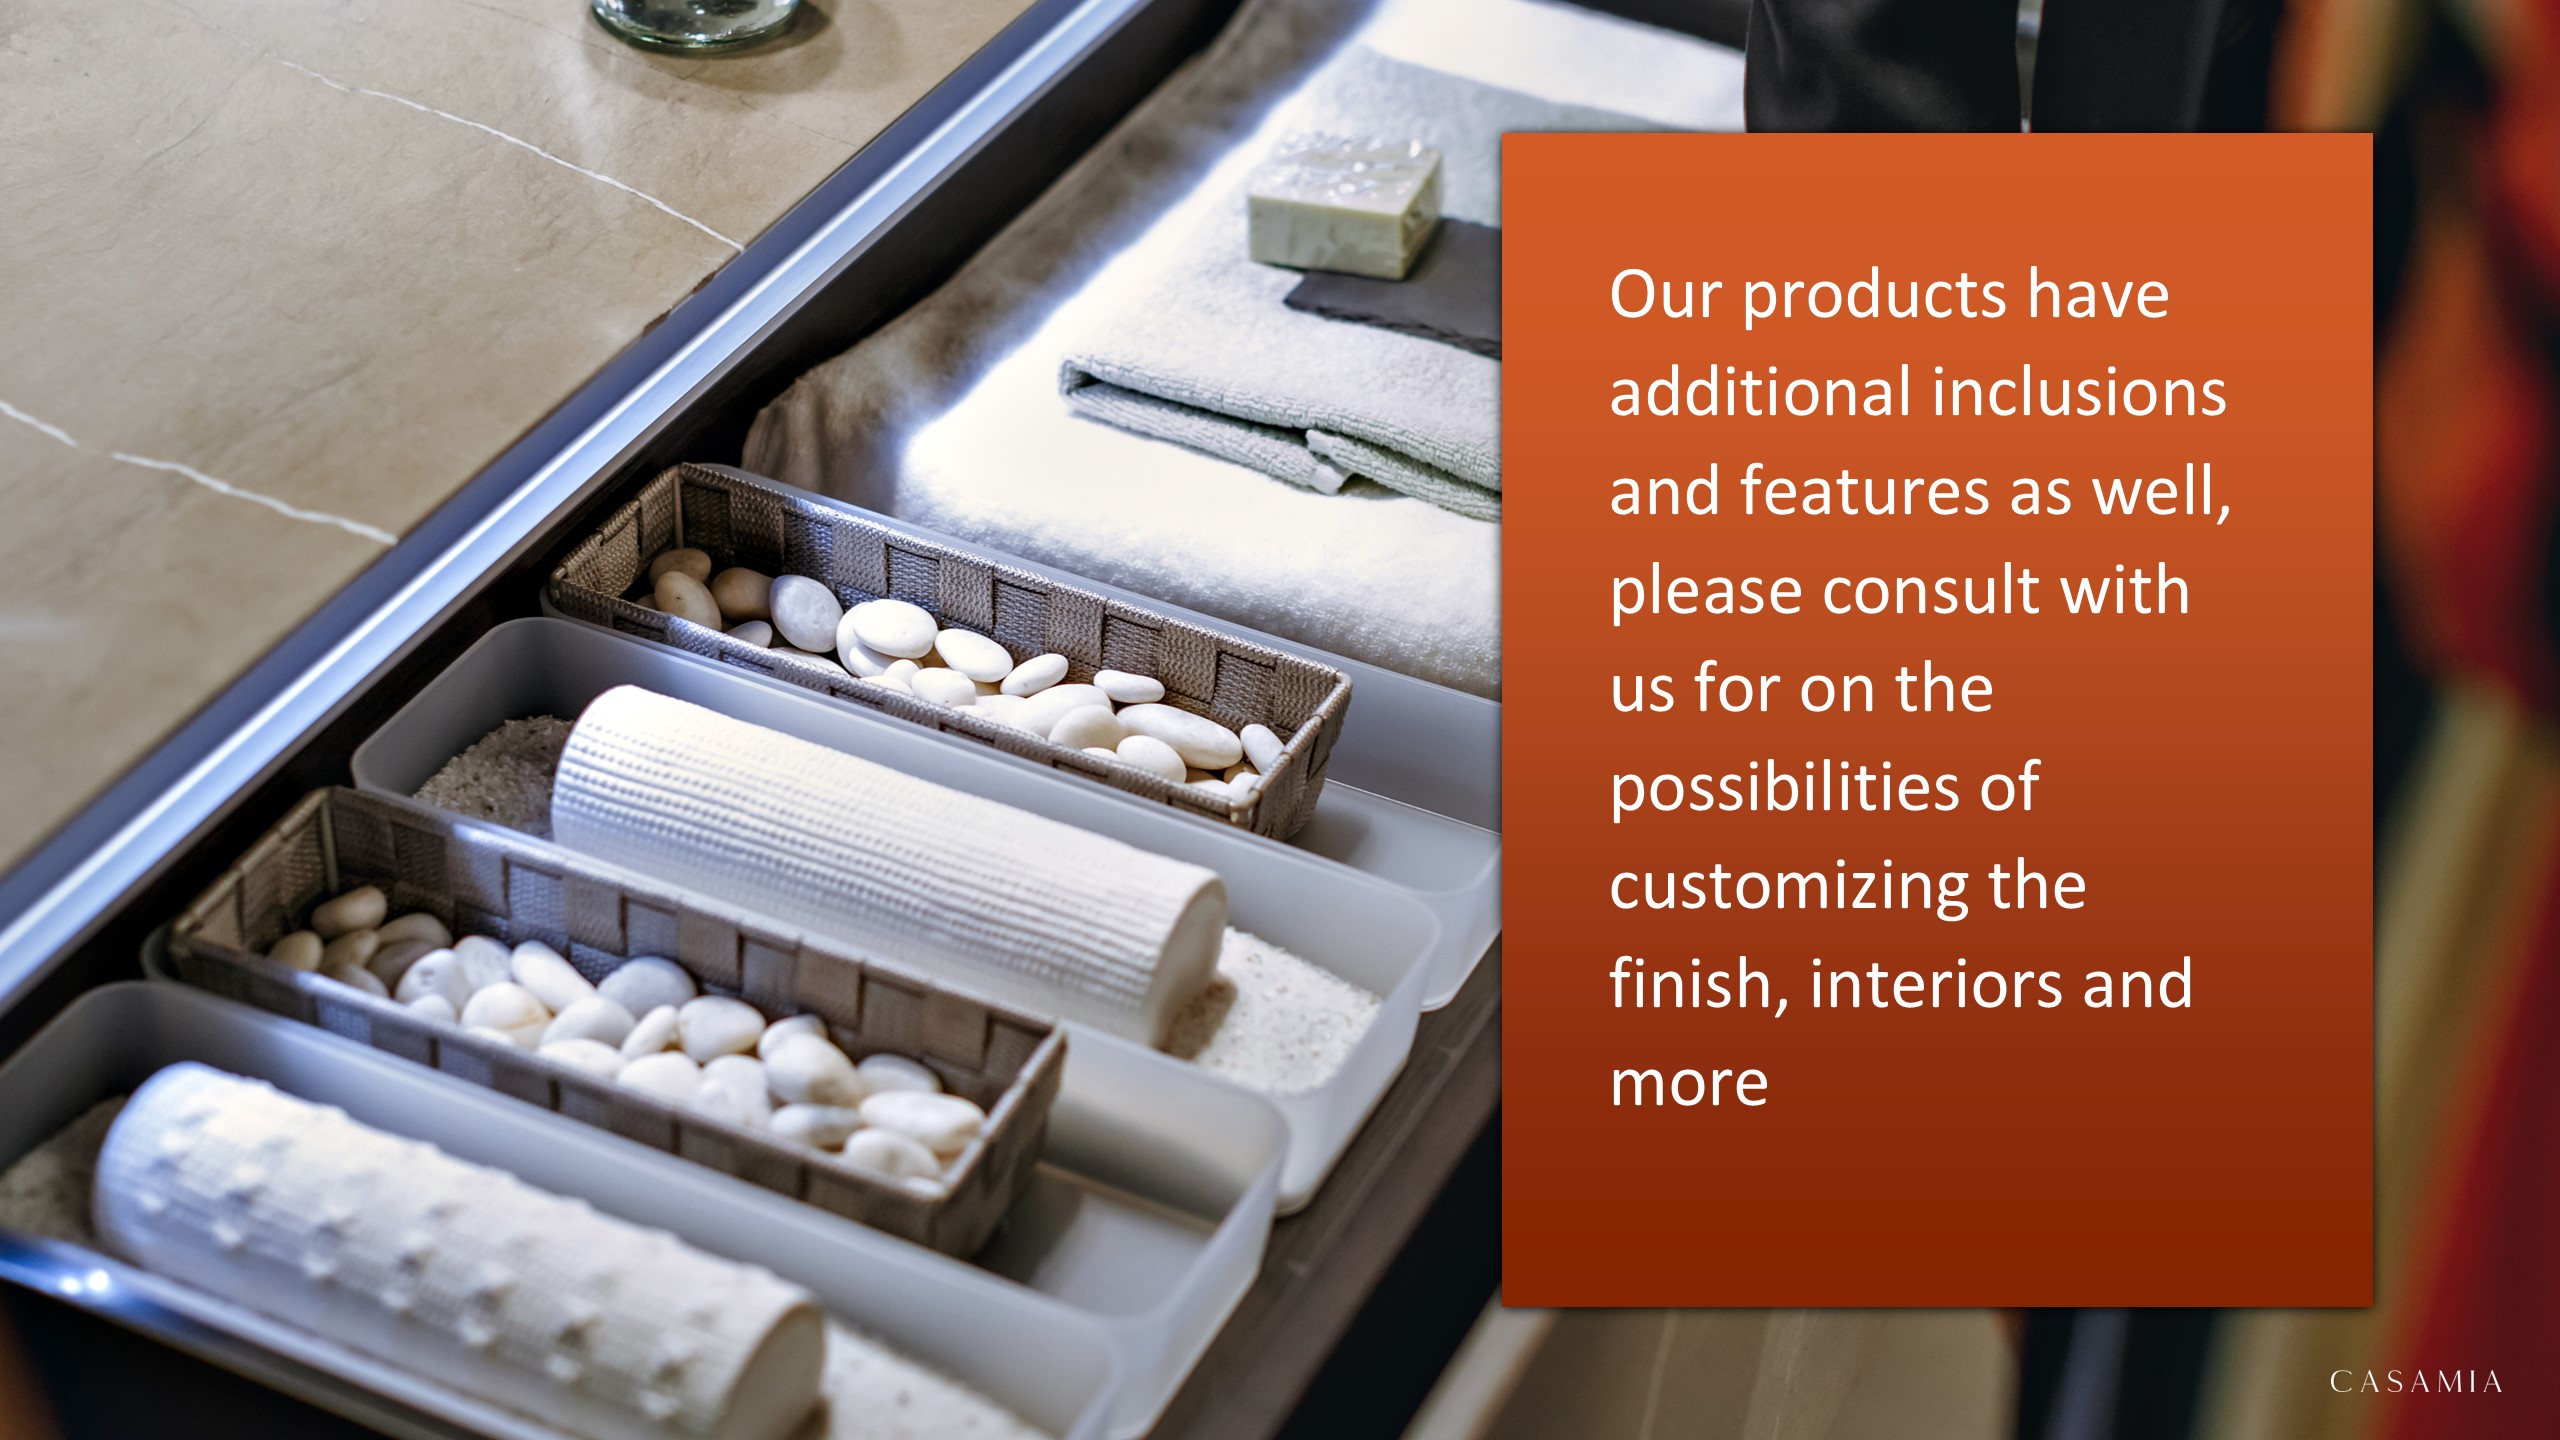 Our products have
additional inclusions
and features as well,
please consult with
us for on the
possibilities of
customizing the
finish, interiors and
more
CASAMIA